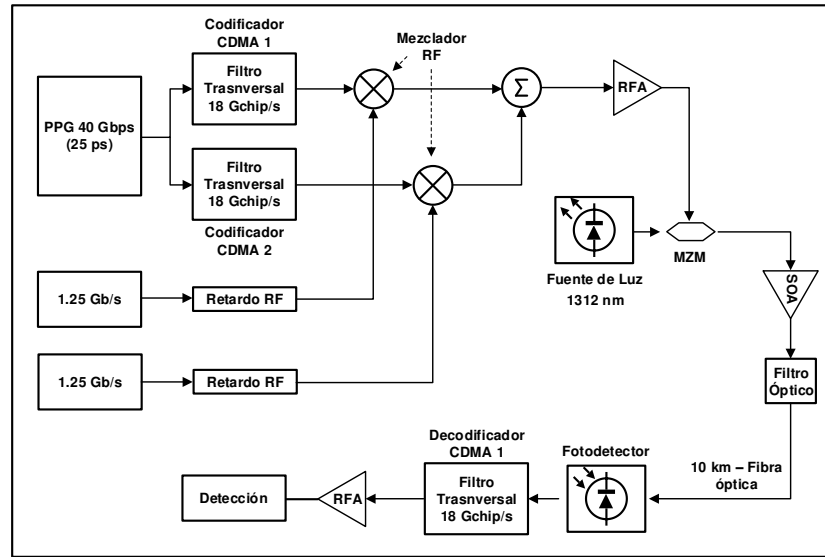 Codificador
CDMA 1
Filtro
Trasnversal
18 Gchip/s
Mezclador
RF
Σ
RFA
PPG 40 Gbps
(25 ps)
Filtro
Trasnversal
18 Gchip/s
Codificador
CDMA 2
MZM
Fuente de Luz
1312 nm
SOA
1.25 Gb/s
Retardo RF
1.25 Gb/s
Retardo RF
Filtro
Óptico
Decodificador
CDMA 1
Fotodetector
10 km – Fibra
óptica
Detección
RFA
Filtro
Trasnversal
18 Gchip/s